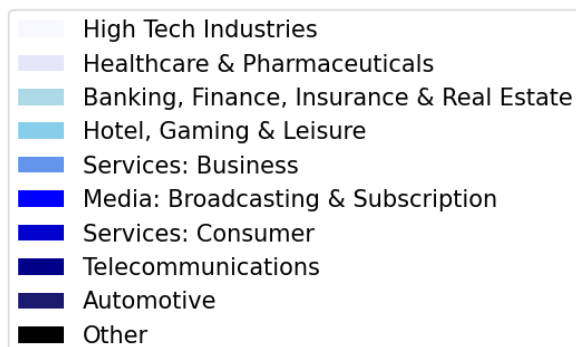 High Tech Industries
Healthcare & Pharmaceuticals
Banking, Finance, Insurance & Real Estate
Hotel, Gaming & Leisure
Services: Business
Media: Broadcasting & Subscription
Services: Consumer
Telecommunications
Automotive
Other